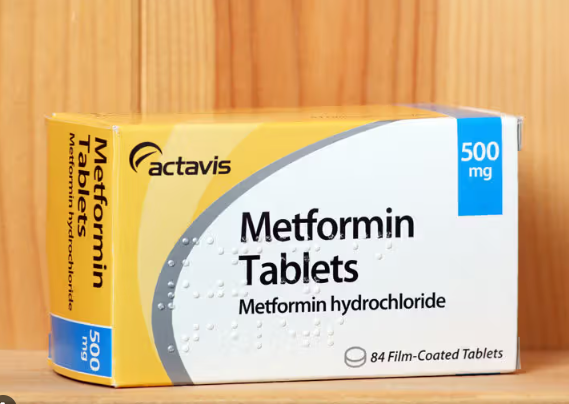 Metformin
Tablets
Metformin hydrochloride
500
mg
actavis
500
mg
Metformin
Tablets
Metformin hydrochloride
84 Film-Coated Tablets